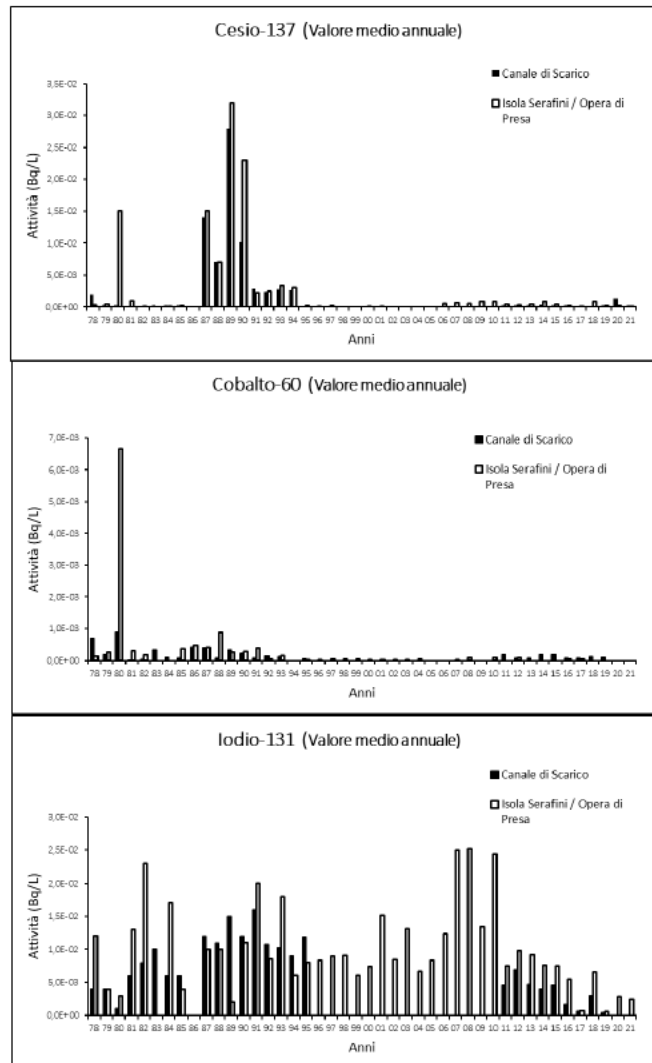 Cesio-137 (Valore medio annuale)
3,5E-02
3,0E-02
2,5E-02
2,0E-02
1,5E-02
1,0E-02
5,0E-03
0,0E+00
Attività (Bq/L)
Canale di Scarico
Isola Serafini / Opera di
Presa
78 79 80 81 82 83 84 85 86 87 88 89 90 91 92 93 94 95 96 97 98 99 00 01 02 03 04 05 06 07 08 09 10 11 12 13 14 15 16 17 18 19 20 21
Anni
Cobalto-60 (Valore medio annuale)
7,0E-03
6,0E-03
5,0E-03
4,0E-03
3,0E-03
2,0E-03
1,0E-03
0,0E+00
Attività (Bq/L)
Canale di Scarico
Isola Serafini / Opera di
Presa
78 79 80 81 82 83 84 85 86 87 88 89 90 91 92 93 94 95 96 97 98 99 00 01 02 03 04 05 06 07 08 09 10 11 12 13 14 15 16 17 18 19 20 21
Anni
Iodio-131 (Valore medio annuale)
3,0E-02
2,5E-02
2,0E-02
1,5E-02
1,0E-02
5,0E-03
0,0E+00
Attività (Bq/L)
Canale di Scarico
Isola Serafini / Opera di
Presa
78 79 80 81 82 83 84 85 86 87 88 89 90 91 92 93 94 95 96 97 98 99 00 01 02 03 04 05 06 07 08 09 10 11 12 13 14 15 16 17 18 19 20 21
Anni